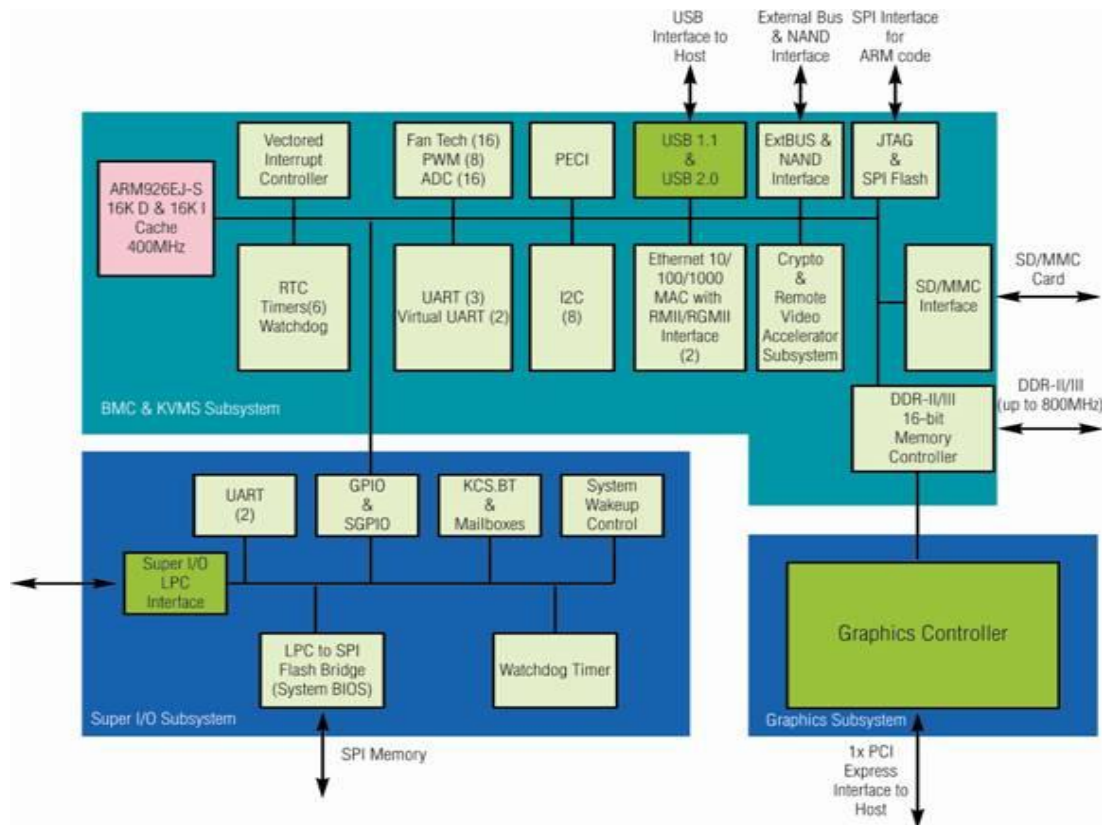 USB
Interface to
Host
External Bus
& NAND
Interface
SPI Interface
for
ARM code
Vectored
Interrupt
Controller
Fan Tech (16)
PWM (8)
ADC (16)
PECI
USB 1.1
&
USB 2.0
ExtBUS &
NAND
Interface
JTAG
&
SPI Flash
ARM926EJ-S
16K D & 16K I
Cache
400MHz
RTC
Timers(6)
Watchdog
UART (3)
Virtual UART (2)
I2C
(8)
Ethernet 10/
100/1000
MAC with
RMII/RGMII
Interface
(2)
Crypto
&
Remote
Video
Accelerator
Subsystem
SD/MMC
Interface
SD/MMC
Card
BMC & KVMS Subsystem
DDR-II/III
16-bit
Memory
Controller
DDR-II/III
(up to 800MHz)
UART
(2)
GPIO
&
SGPIO
KCS.BT
&
Mailboxes
System
Wakeup
Control
Super I/O
LPC
Interface
LPC to SPI
Flash Bridge
(System BIOS)
Watchdog Timer
Super I/O Subsystem
SPI Memory
Graphics Controller
Graphics Subsystem
1x PCI
Express
Interface to
Host